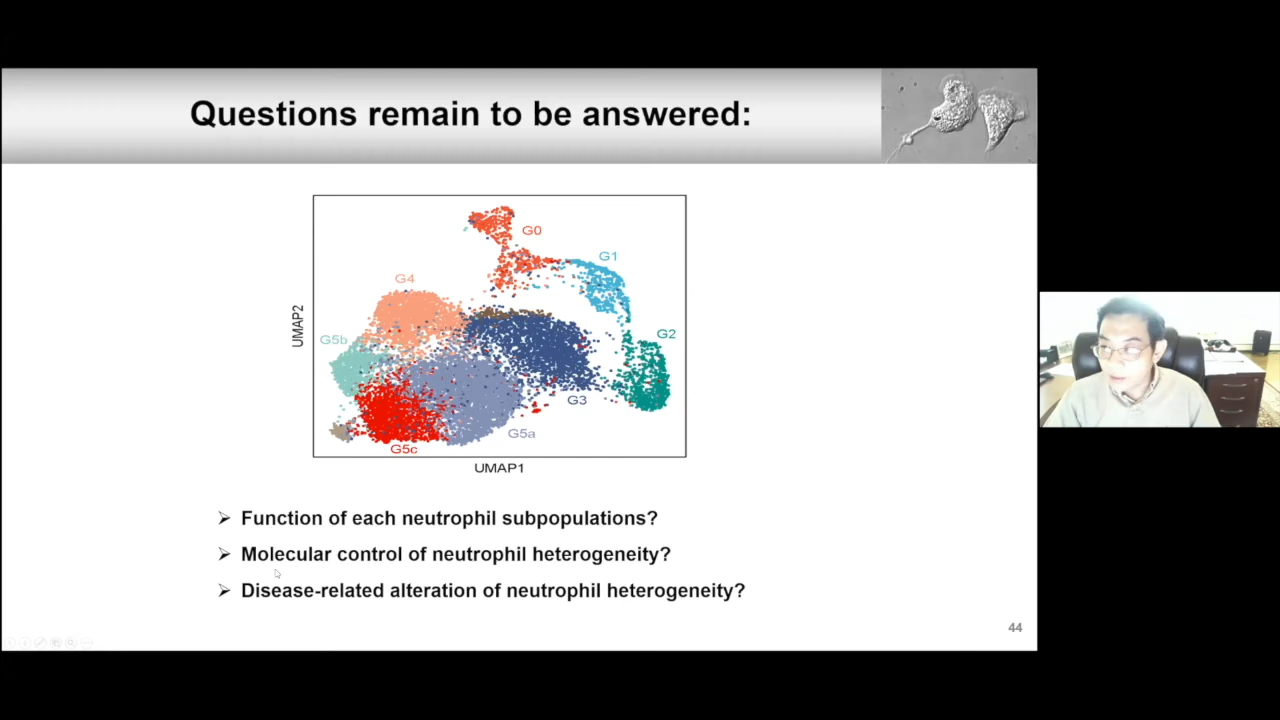 Questions remain to be answered:
G0
G1
G4
G2
G5b
G3
G5a
G5c
UMAP2
UMAP1
➢ Function of each neutrophil subpopulations?
➢ Molecular control of neutrophil heterogeneity?
➢ Disease-related alteration of neutrophil heterogeneity?
44